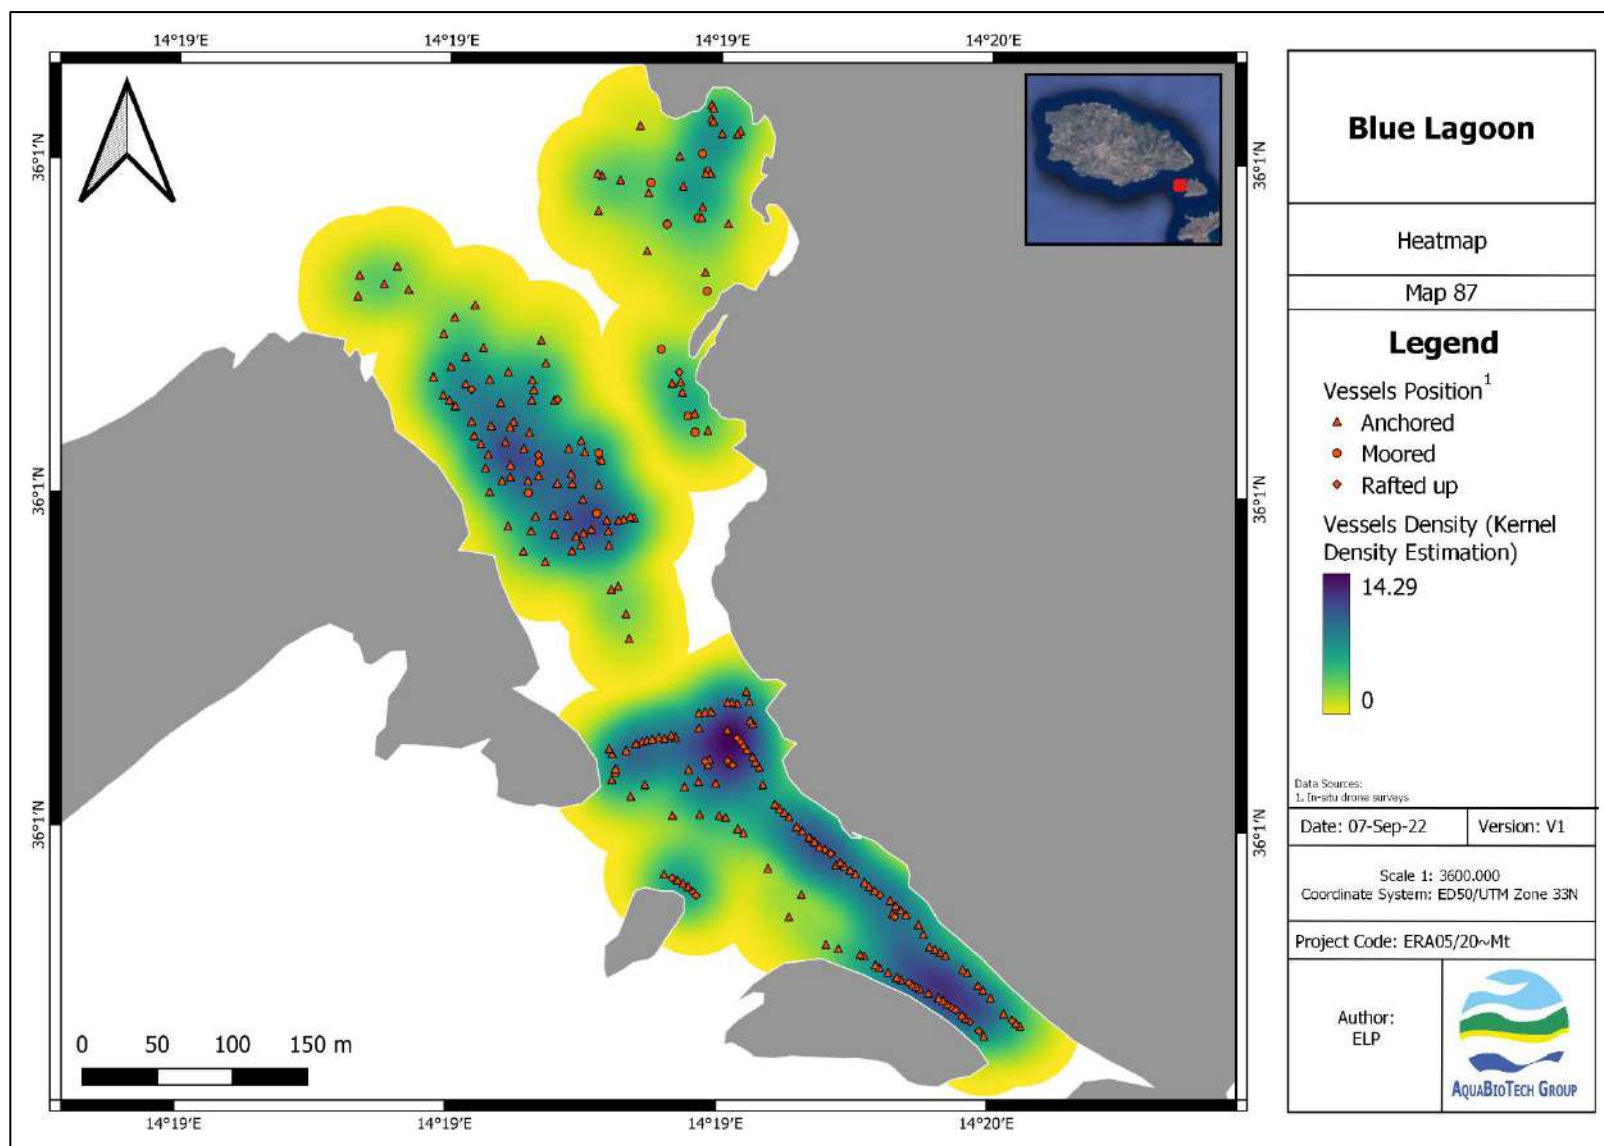 14°19′E 14°19′E 14°19′E 14°20′E
36°1′N 36°1′N
36°1′N 36°1′N
36°1′N 36°1′N
0 50 100 150 m
14°19′E 14°19′E 14°19′E 14°20′E
Blue Lagoon
Heatmap
Map 87
Legend
Vessels Position¹
Anchored
Moored
Rafted up
Vessels Density (Kernel
Density Estimation)
14.29
0
Data Sources:
1. In-situ drone surveys
Date: 07-Sep-22 Version: V1
Scale 1: 3600.000
Coordinate System: ED50/UTM Zone 33N
Project Code: ERA05/20~Mt
Author:
ELP
AQUABIOTECH GROUP